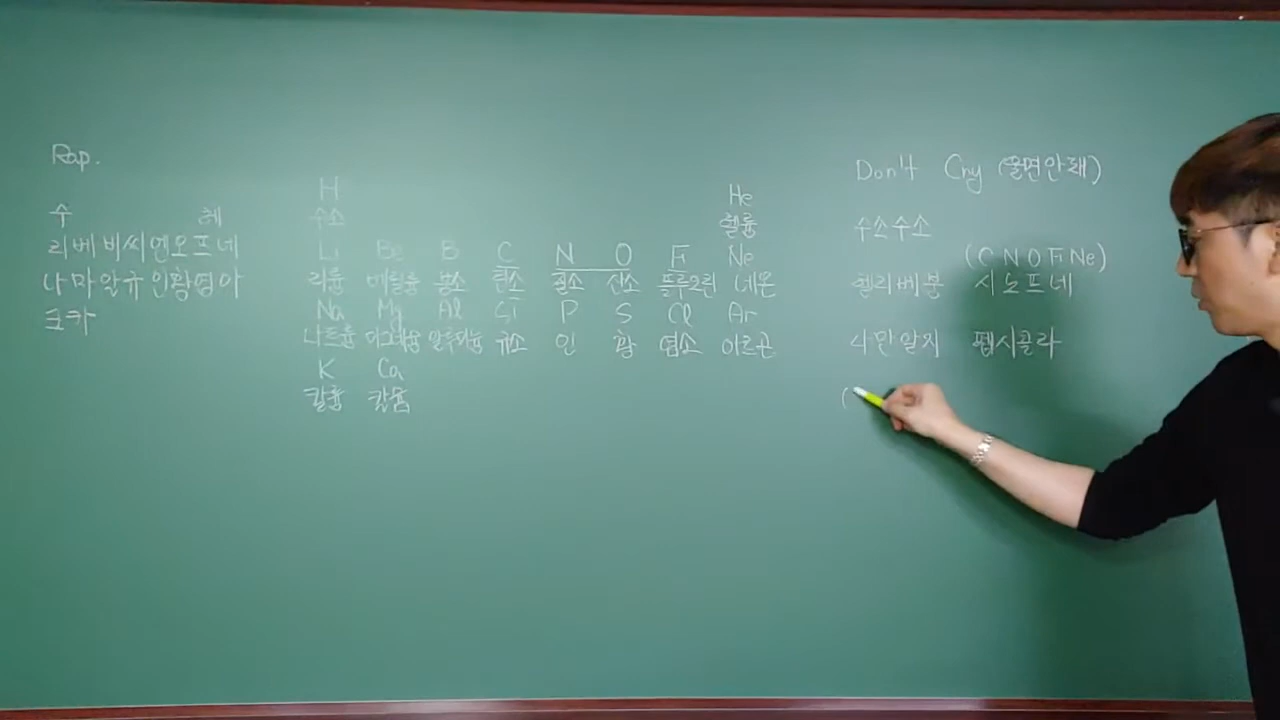 Rap.
수 헤
리베비씨엔오프네
나마알규인황염아
크카
H He
수소 헬륨
Li Be B C N O F Ne
리튬 베릴륨 붕소 탄소 질소 산소 플루오린 네온
Na Mg Al Si P S Cl Ar
나트륨 마그네슘 알루미늄 규소 인 황 염소 아르곤
K Ca
칼륨 칼슘
Don't Cry (울면안돼)
수소수소
(C N O F Ne)
헬리베붕 시노프네
나만알지 펩시콜라
(